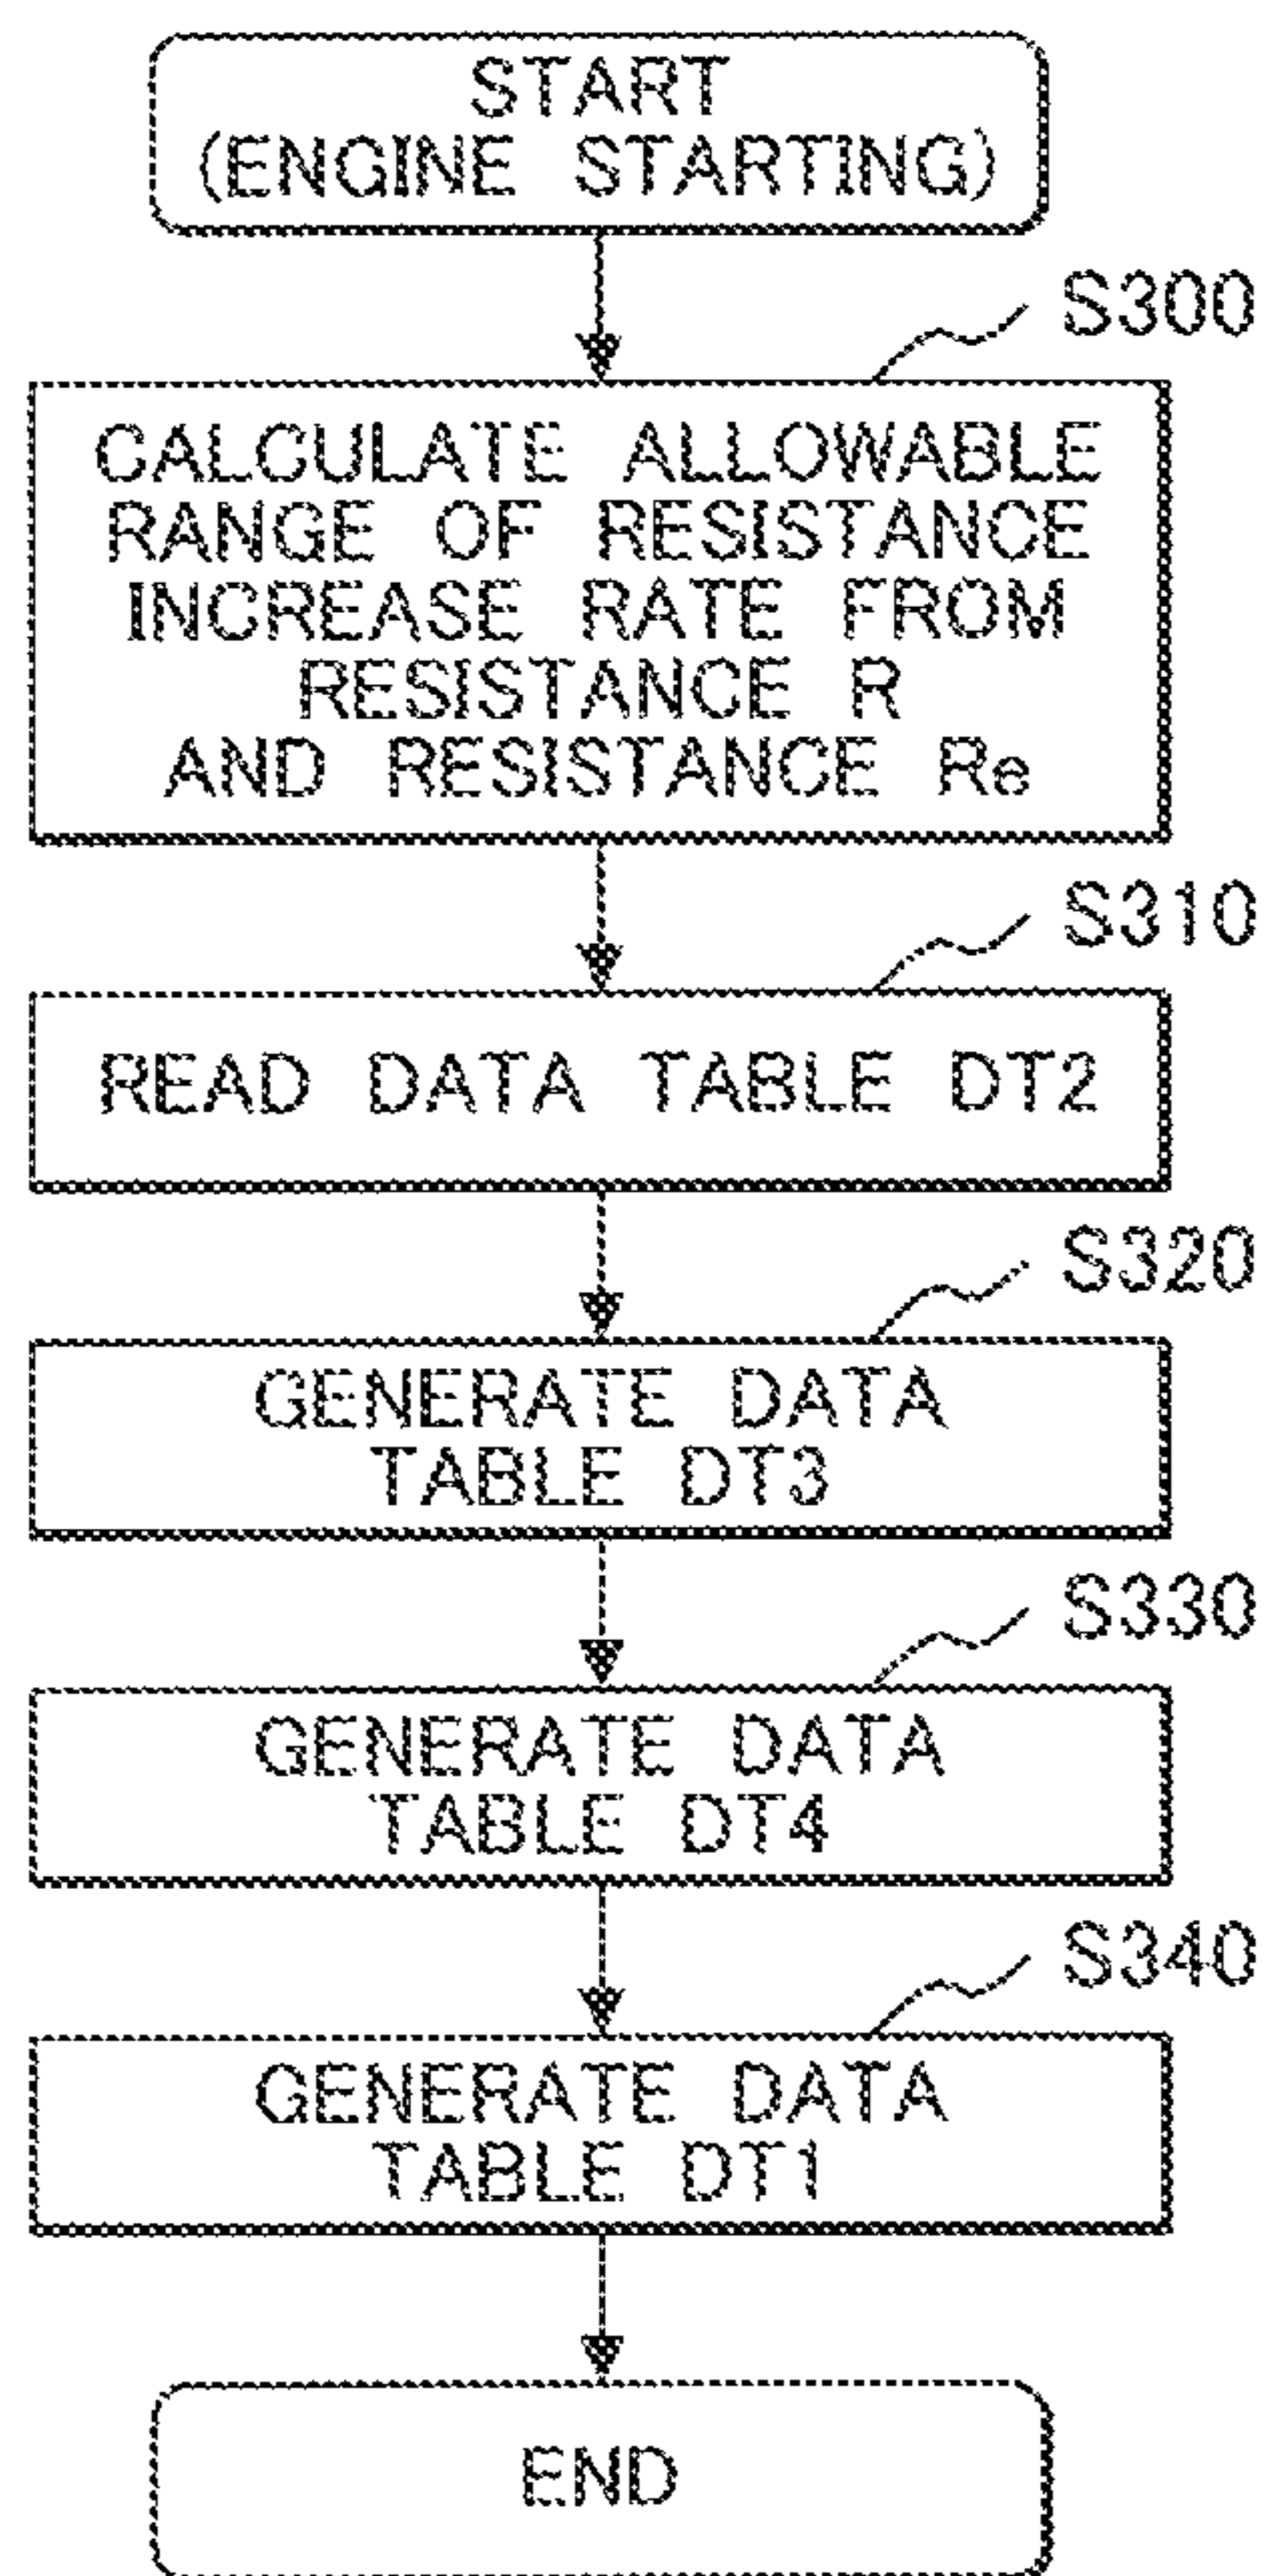 START
(ENGINE STARTING)
S300
CALCULATE ALLOWABLE
RANGE OF RESISTANCE
INCREASE RATE FROM
RESISTANCE R
AND RESISTANCE Re
S310
READ DATA TABLE DT2
S320
GENERATE DATA
TABLE DT3
S330
GENERATE DATA
TABLE DT4
S340
GENERATE DATA
TABLE DT1
END